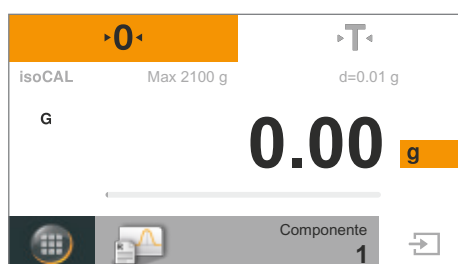 0 T
isoCAL Max 2100 g d=0.01 g
G
0.00 g
Componente
1